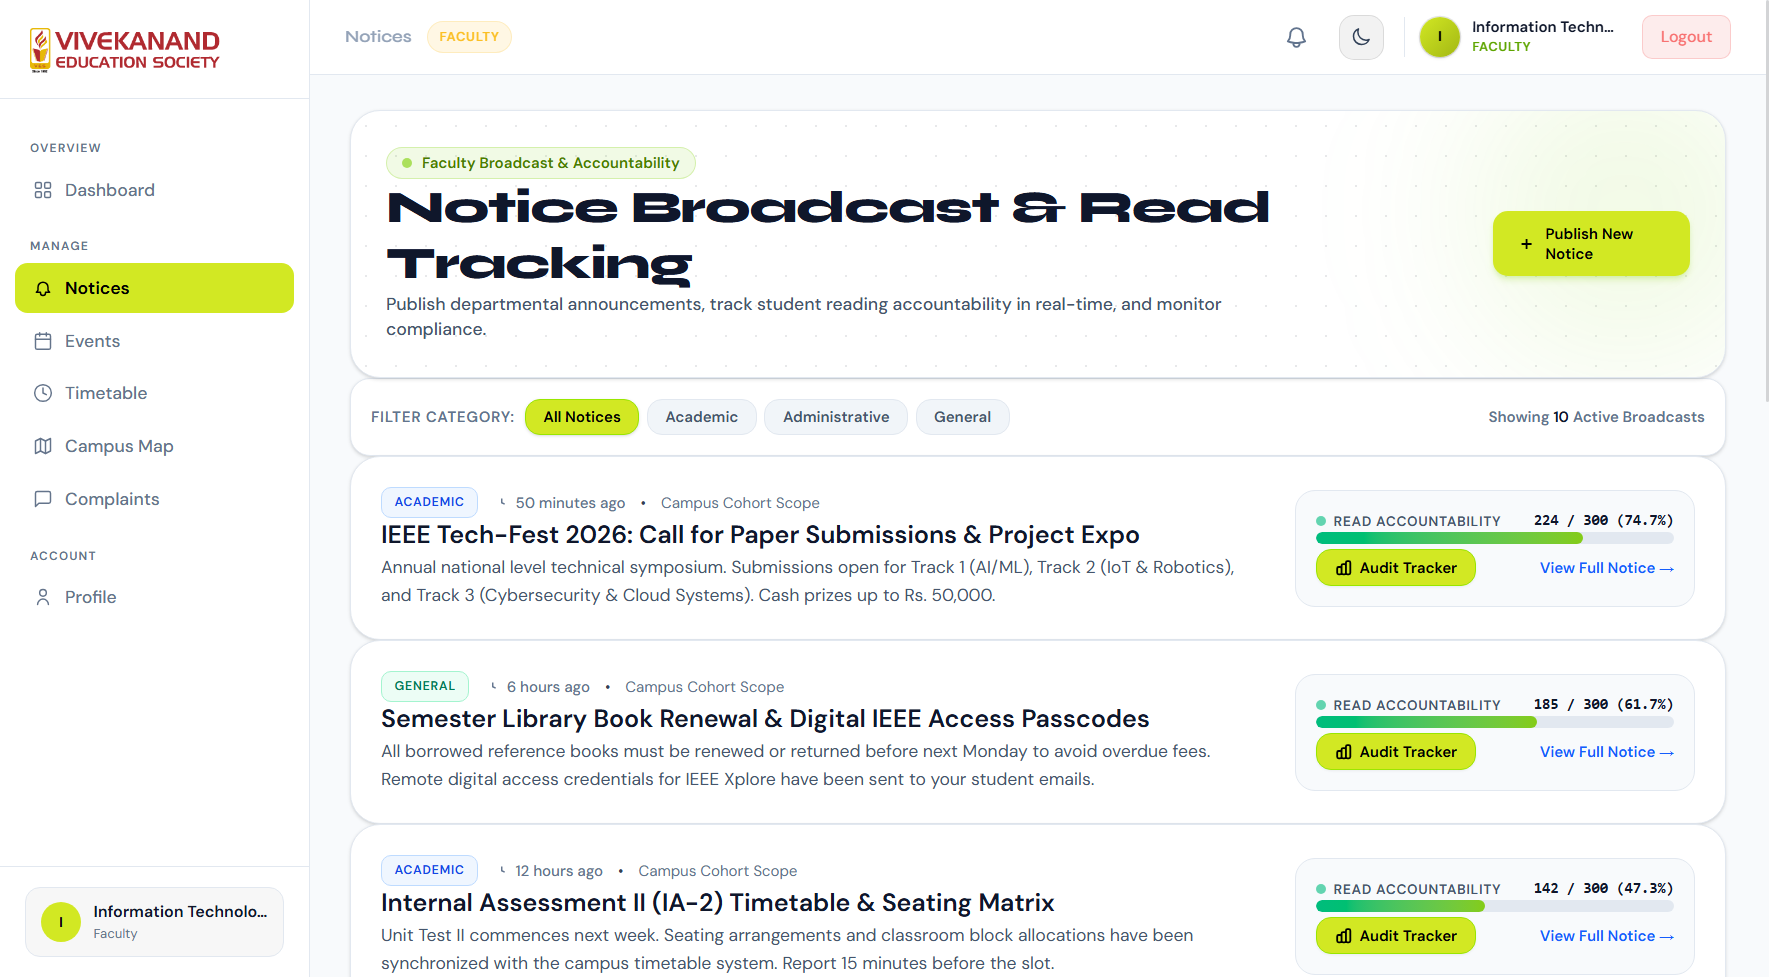 VIVEKANAND
EDUCATION SOCIETY
Notices
FACULTY
I
Information Techn...
FACULTY
Logout
OVERVIEW
Dashboard
MANAGE
Notices
Events
Timetable
Campus Map
Complaints
ACCOUNT
Profile
I
Information Technolo...
Faculty
Faculty Broadcast & Accountability
Notice Broadcast & Read
Tracking
Publish departmental announcements, track student reading accountability in real-time, and monitor
compliance.
+ Publish New
Notice
FILTER CATEGORY:
All Notices
Academic
Administrative
General
Showing 10 Active Broadcasts
ACADEMIC
50 minutes ago • Campus Cohort Scope
IEEE Tech-Fest 2026: Call for Paper Submissions & Project Expo
Annual national level technical symposium. Submissions open for Track 1 (AI/ML), Track 2 (IoT & Robotics),
and Track 3 (Cybersecurity & Cloud Systems). Cash prizes up to Rs. 50,000.
READ ACCOUNTABILITY 224 / 300 (74.7%)
Audit Tracker
View Full Notice →
GENERAL
6 hours ago • Campus Cohort Scope
Semester Library Book Renewal & Digital IEEE Access Passcodes
All borrowed reference books must be renewed or returned before next Monday to avoid overdue fees.
Remote digital access credentials for IEEE Xplore have been sent to your student emails.
READ ACCOUNTABILITY 185 / 300 (61.7%)
Audit Tracker
View Full Notice →
ACADEMIC
12 hours ago • Campus Cohort Scope
Internal Assessment II (IA-2) Timetable & Seating Matrix
Unit Test II commences next week. Seating arrangements and classroom block allocations have been
synchronized with the campus timetable system. Report 15 minutes before the slot.
READ ACCOUNTABILITY 142 / 300 (47.3%)
Audit Tracker
View Full Notice →